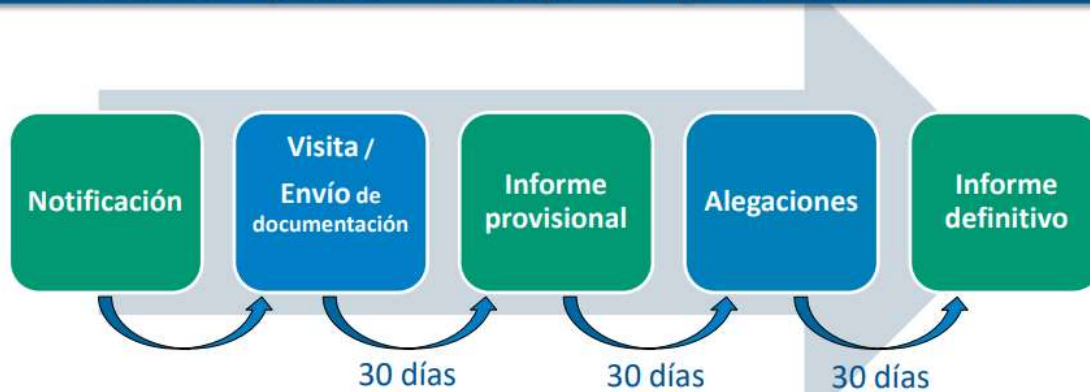 Notificación
Visita /
Envío de
documentación
Informe
provisional
Alegaciones
Informe
definitivo
30 días
30 días
30 días